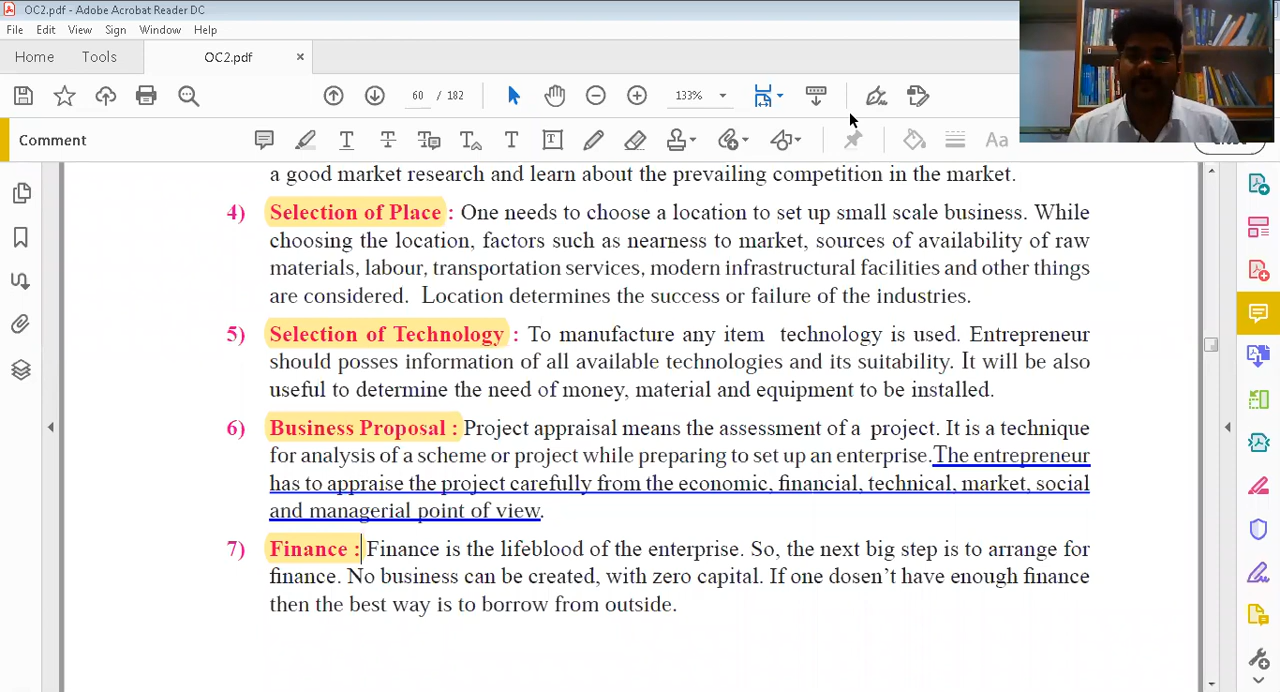 OC2.pdf - Adobe Acrobat Reader DC
File Edit View Sign Window Help
Home Tools OC2.pdf ×
60 / 182 133%
Comment
Aa
a good market research and learn about the prevailing competition in the market.
4) Selection of Place : One needs to choose a location to set up small scale business. While
choosing the location, factors such as nearness to market, sources of availability of raw
materials, labour, transportation services, modern infrastructural facilities and other things
are considered. Location determines the success or failure of the industries.
5) Selection of Technology : To manufacture any item technology is used. Entrepreneur
should posses information of all available technologies and its suitability. It will be also
useful to determine the need of money, material and equipment to be installed.
6) Business Proposal : Project appraisal means the assessment of a project. It is a technique
for analysis of a scheme or project while preparing to set up an enterprise.The entrepreneur
has to appraise the project carefully from the economic, financial, technical, market, social
and managerial point of view.
7) Finance : Finance is the lifeblood of the enterprise. So, the next big step is to arrange for
finance. No business can be created, with zero capital. If one dosen't have enough finance
then the best way is to borrow from outside.